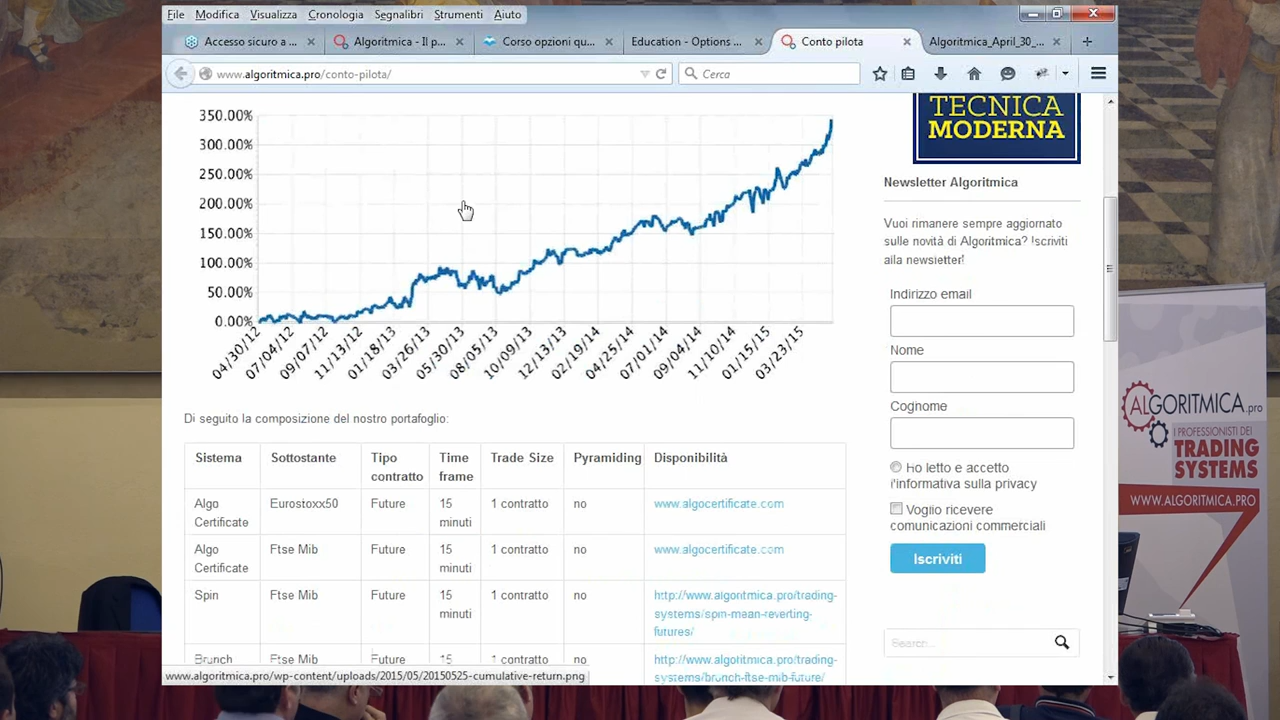 File Modifica Visualizza Cronologia Segnalibri Strumenti Aiuto
Accesso sicuro a ...
Algoritmica - Il p...
Corso opzioni qu...
Education - Options ...
Conto pilota
Algoritmica_April_30_...
www.algoritmica.pro/conto-pilota/
Cerca
350.00%
300.00%
250.00%
200.00%
150.00%
100.00%
50.00%
0.00%
04/30/12
07/04/12
09/07/12
11/13/12
01/18/13
03/26/13
05/30/13
08/05/13
10/09/13
12/13/13
02/19/14
04/25/14
07/01/14
09/04/14
11/10/14
01/15/15
03/23/15
Di seguito la composizione del nostro portafoglio:
Sistema Sottostante Tipo contratto Time frame Trade Size Pyramiding Disponibilità
Algo Certificate Eurostoxx50 Future 15 minuti 1 contratto no www.algocertificate.com
Algo Certificate Ftse Mib Future 15 minuti 1 contratto no www.algocertificate.com
Spin Ftse Mib Future 15 minuti 1 contratto no http://www.algoritmica.pro/trading-systems/spin-mean-reverting-futures/
Brunch Ftse Mib Future 15 1 contratto no http://www.algoritmica.pro/trading-systems/brunch-ftse-mib-future/
www.algoritmica.pro/wp-content/uploads/2015/05/20150525-cumulative-return.png
TECNICA
MODERNA
Newsletter Algoritmica
Vuoi rimanere sempre aggiornato
sulle novità di Algoritmica? Iscriviti
alla newsletter!
Indirizzo email
Nome
Cognome
Ho letto e accetto
l'informativa sulla privacy
Voglio ricevere
comunicazioni commerciali
Iscriviti
Search...
ALGORITMICA.pro
I PROFESSIONISTI DEI
TRADING
SYSTEMS
WWW.ALGORITMICA.PRO